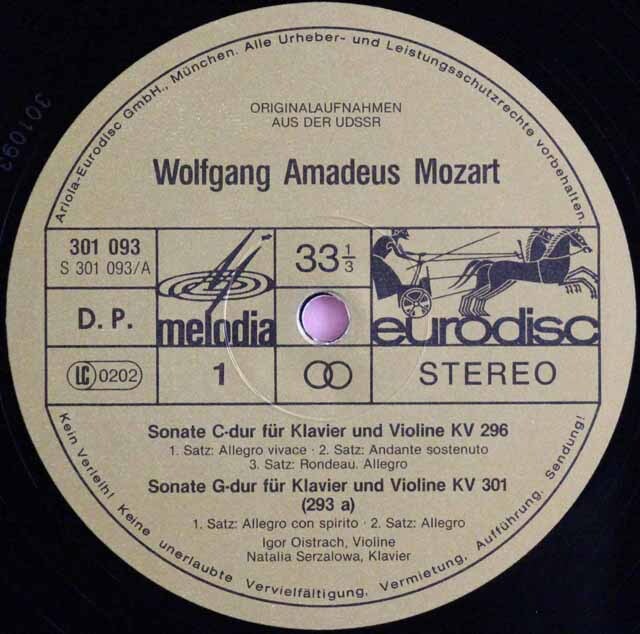 Ariola-Eurodisc GmbH., München. Alle Urheber- und Leistungsschutzrechte vorbehalten.
ORIGINALAUFNAHMEN
AUS DER UDSSR
Wolfgang Amadeus Mozart
301 093
S 301 093/A
D. P.
LC 0202
melodia
1
33 1/3
eurodisc
STEREO
Sonate C-dur für Klavier und Violine KV 296
1. Satz: Allegro vivace · 2. Satz: Andante sostenuto
3. Satz: Rondeau. Allegro
Sonate G-dur für Klavier und Violine KV 301
(293 a)
1. Satz: Allegro con spirito · 2. Satz: Allegro
Igor Oistrach, Violine
Natalia Serzalowa, Klavier
Kein Verleih! Keine unerlaubte Vervielfältigung, Vermietung, Aufführung, Sendung!
301093